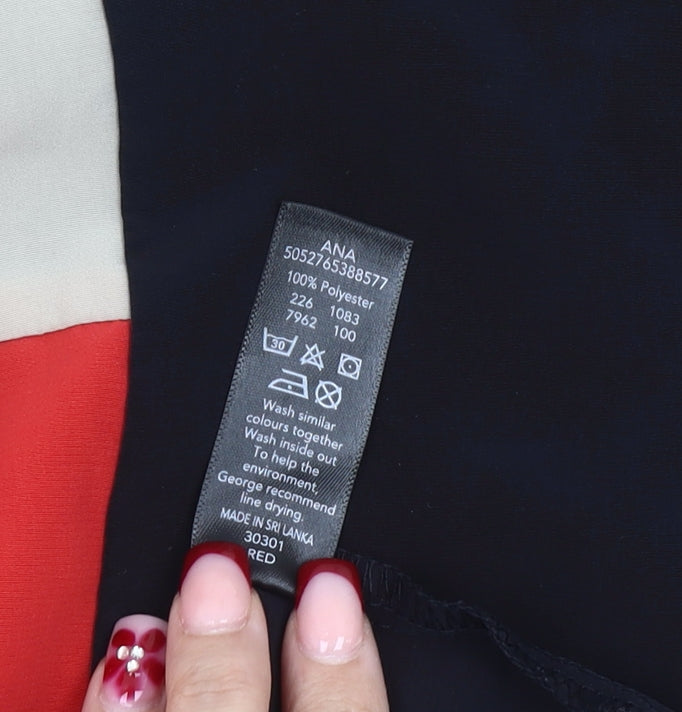 ANA
5052765388577
100% Polyester
226 1083
7962 100
30
Wash similar
colours together
Wash inside out
To help the
environment,
George recommend
line drying.
MADE IN SRI LANKA
30301
RED